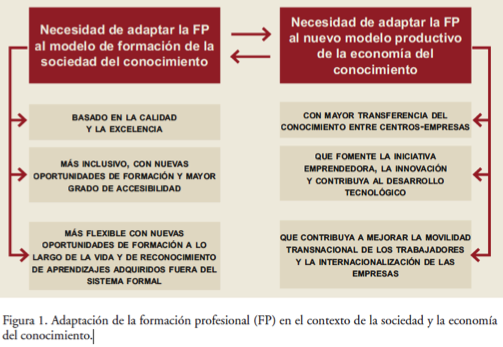 Necesidad de adaptar la FP
al modelo de formación de la
sociedad del conocimiento
BASADO EN LA CALIDAD
Y LA EXCELENCIA
MÁS INCLUSIVO, CON NUEVAS
OPORTUNIDADES DE FORMACIÓN Y MAYOR
GRADO DE ACCESIBILIDAD
MÁS FLEXIBLE CON NUEVAS
OPORTUNIDADES DE FORMACIÓN A LO
LARGO DE LA VIDA Y DE RECONOCIMIENTO
DE APRENDIZAJES ADQUIRIDOS FUERA DEL
SISTEMA FORMAL
Necesidad de adaptar la FP
al nuevo modelo productivo
de la economía del
conocimiento
CON MAYOR TRANSFERENCIA DEL
CONOCIMIENTO ENTRE CENTROS-EMPRESAS
QUE FOMENTE LA INICIATIVA
EMPRENDEDORA, LA INNOVACIÓN
Y CONTRIBUYA AL DESARROLLO
TECNOLÓGICO
QUE CONTRIBUYA A MEJORAR LA MOVILIDAD
TRANSNACIONAL DE LOS TRABAJADORES
Y LA INTERNACIONALIZACIÓN DE LAS
EMPRESAS
Figura 1. Adaptación de la formación profesional (FP) en el contexto de la sociedad y la economía
del conocimiento.